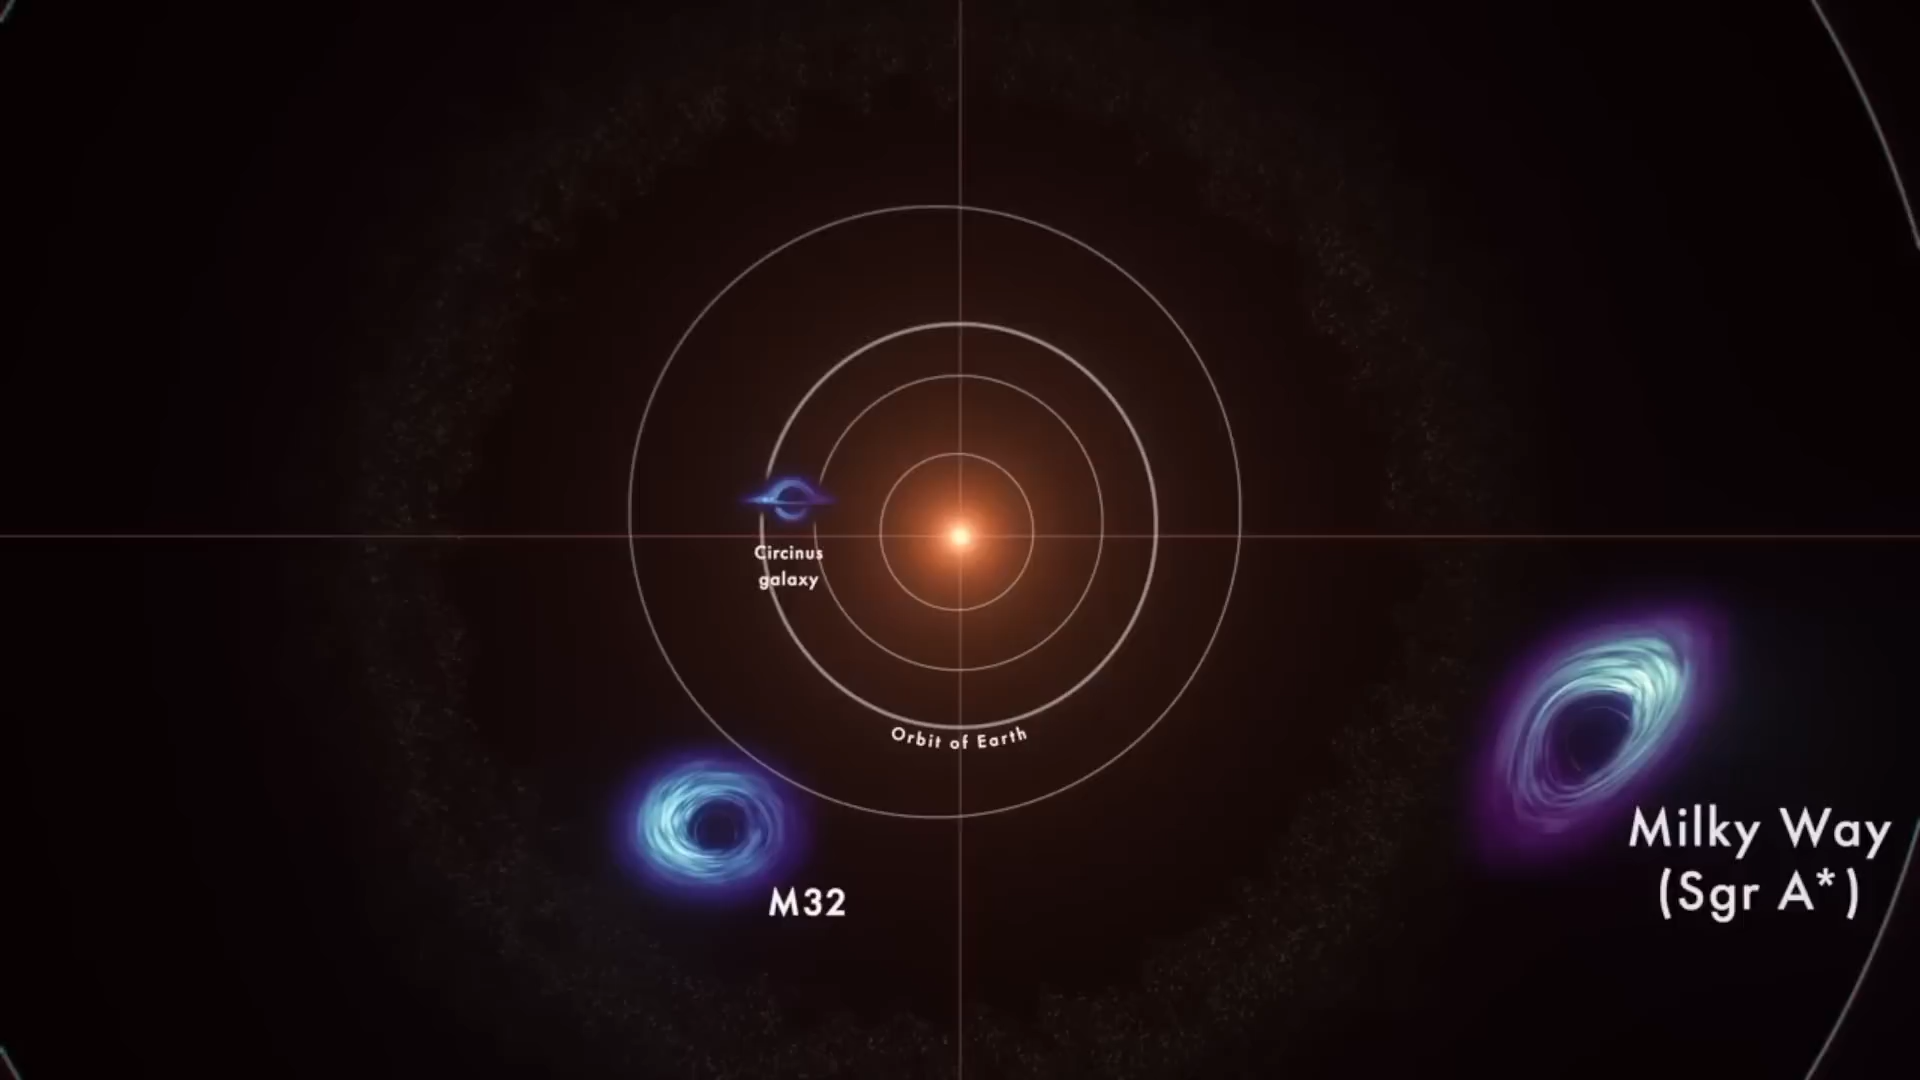 Circinus
galaxy
Orbit of Earth
Milky Way
(Sgr A*)
M32